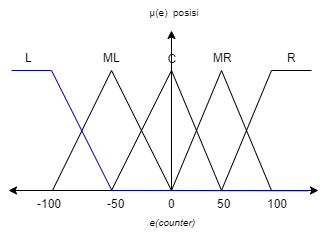 μ(e) posisi
L ML C MR R
-100 -50 0 50 100
e(counter)